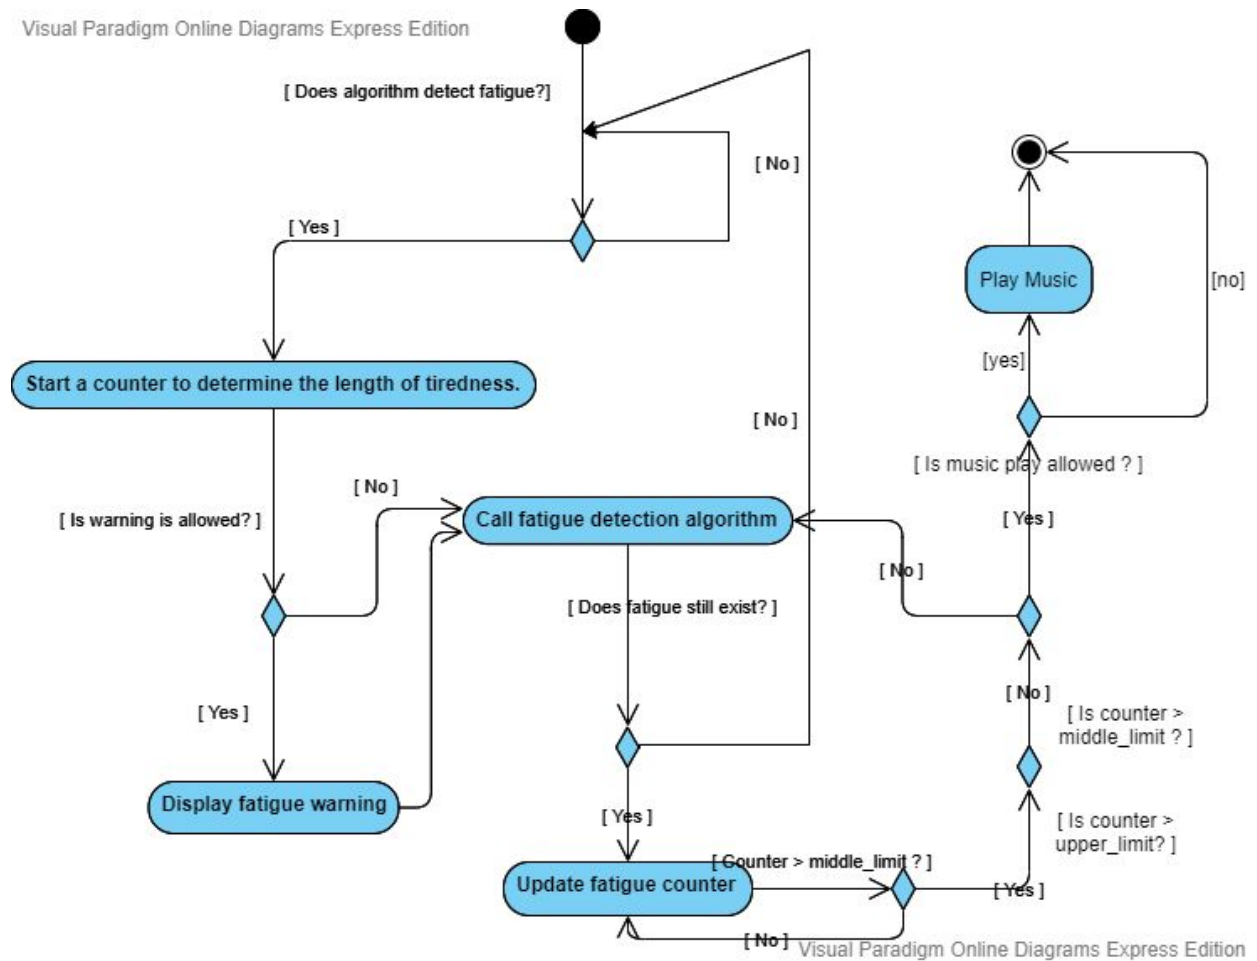 Visual Paradigm Online Diagrams Express Edition
[ Does algorithm detect fatigue?]
[ No ]
[ Yes ]
Play Music
[no]
[yes]
Start a counter to determine the length of tiredness.
[ No ]
[ Is music play allowed ? ]
[ No ]
[ Is warning is allowed? ]
Call fatigue detection algorithm
[ Yes ]
[ No ]
[ Does fatigue still exist? ]
[ Yes ]
[ No ]
[ Is counter >
middle_limit ? ]
Display fatigue warning
[ Yes ]
[ Is counter >
upper_limit? ]
[ Counter > middle_limit ? ]
Update fatigue counter
[ Yes ]
[ No ]
Visual Paradigm Online Diagrams Express Edition